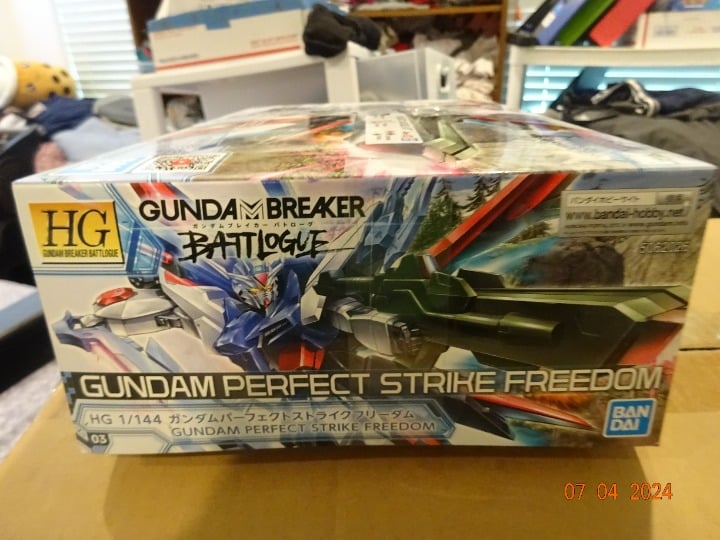 HG
GUNDAM BREAKER BATTLOGUE
GUNDAM BREAKER
ガンダムブレイカー バトローグ
BATTLOGUE
バンダイホビーサイト
www.bandai-hobby.net
GUNDAM PERFECT STRIKE FREEDOM
HG 1/144 ガンダムパーフェクトストライクフリーダム
GUNDAM PERFECT STRIKE FREEDOM
03
BAN
DAI
07 04 2024